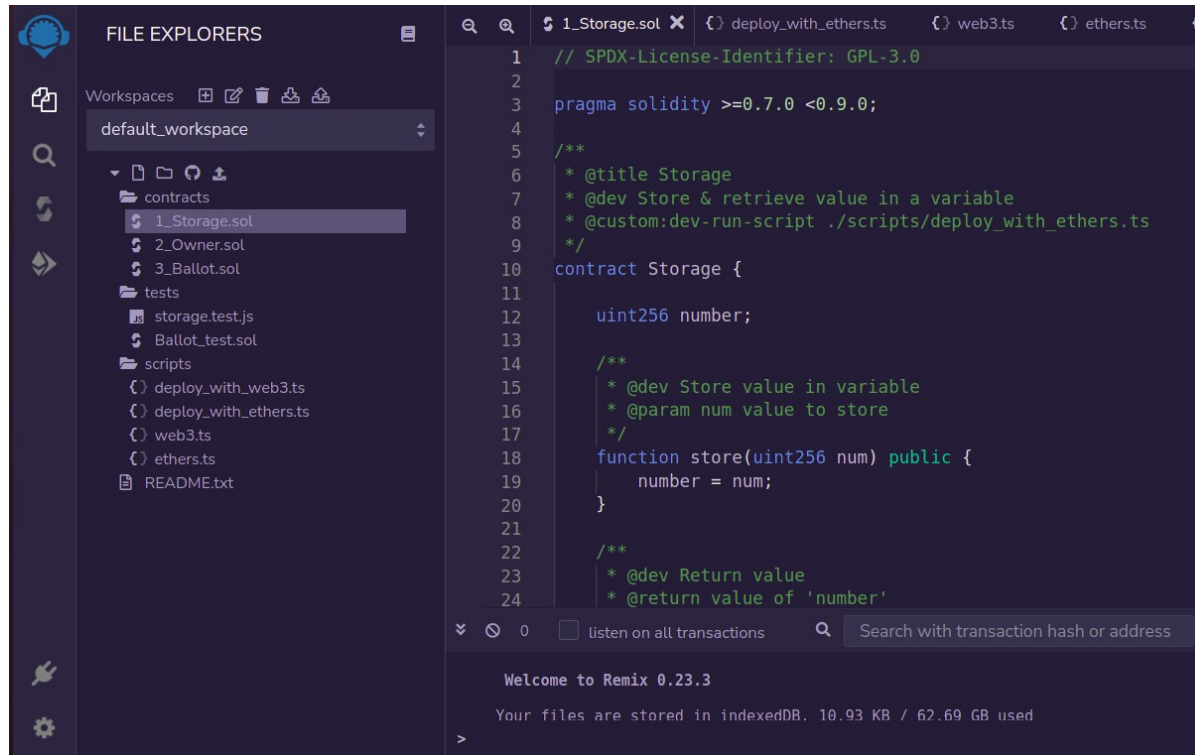 FILE EXPLORERS
Workspaces
default_workspace
contracts
1_Storage.sol
2_Owner.sol
3_Ballot.sol
tests
JS storage.test.js
Ballot_test.sol
scripts
{} deploy_with_web3.ts
{} deploy_with_ethers.ts
{} web3.ts
{} ethers.ts
README.txt
1_Storage.sol {} deploy_with_ethers.ts {} web3.ts {} ethers.ts
1 // SPDX-License-Identifier: GPL-3.0
2
3 pragma solidity >=0.7.0 <0.9.0;
4
5 /**
6 * @title Storage
7 * @dev Store & retrieve value in a variable
8 * @custom:dev-run-script ./scripts/deploy_with_ethers.ts
9 */
10 contract Storage {
11
12 uint256 number;
13
14 /**
15 * @dev Store value in variable
16 * @param num value to store
17 */
18 function store(uint256 num) public {
19 number = num;
20 }
21
22 /**
23 * @dev Return value
24 * @return value of 'number'
0 listen on all transactions Search with transaction hash or address
Welcome to Remix 0.23.3
Your files are stored in indexedDB. 10.93 KB / 62.69 GB used
>